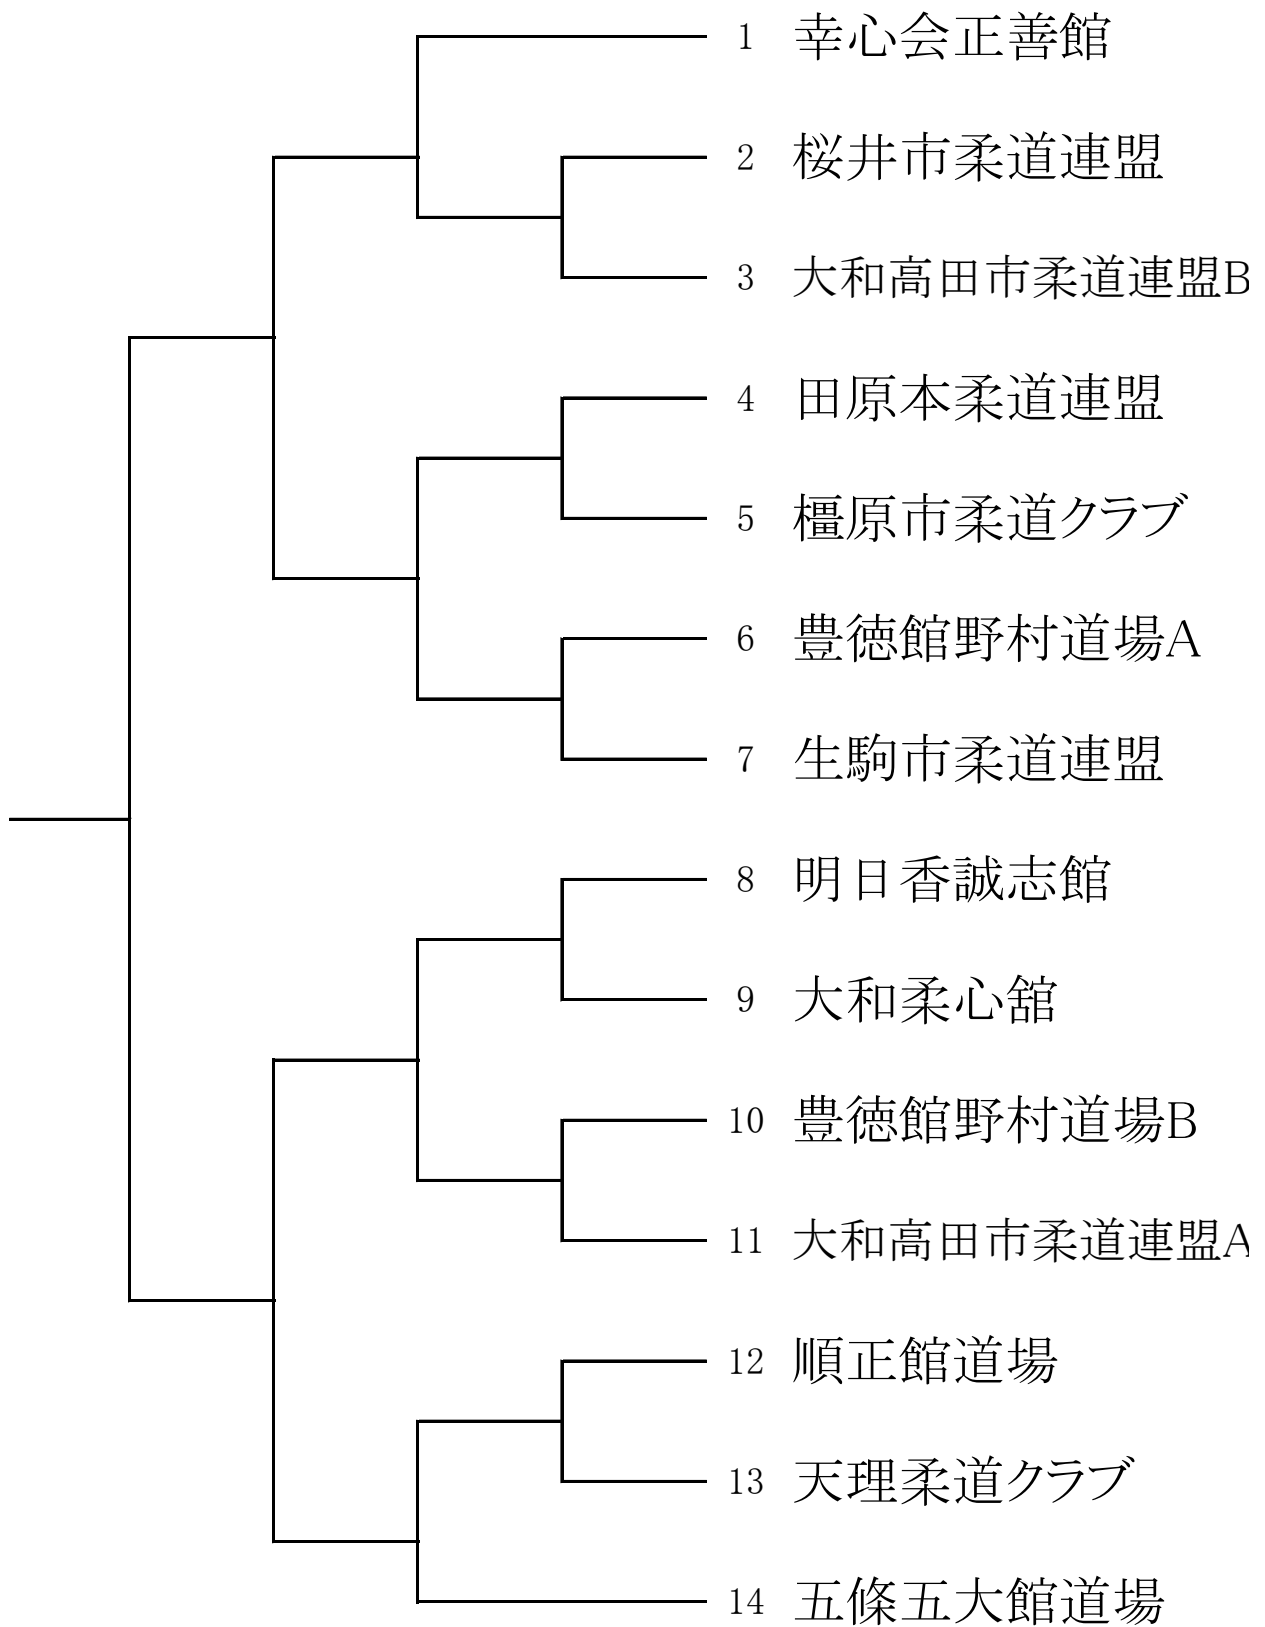 1 幸心会正善館
2 桜井市柔道連盟
3 大和高田市柔道連盟B
4 田原本柔道連盟
5 橿原市柔道クラブ
6 豊徳館野村道場A
7 生駒市柔道連盟
8 明日香誠志館
9 大和柔心舘
10 豊徳館野村道場B
11 大和高田市柔道連盟A
12 順正館道場
13 天理柔道クラブ
14 五條五大館道場